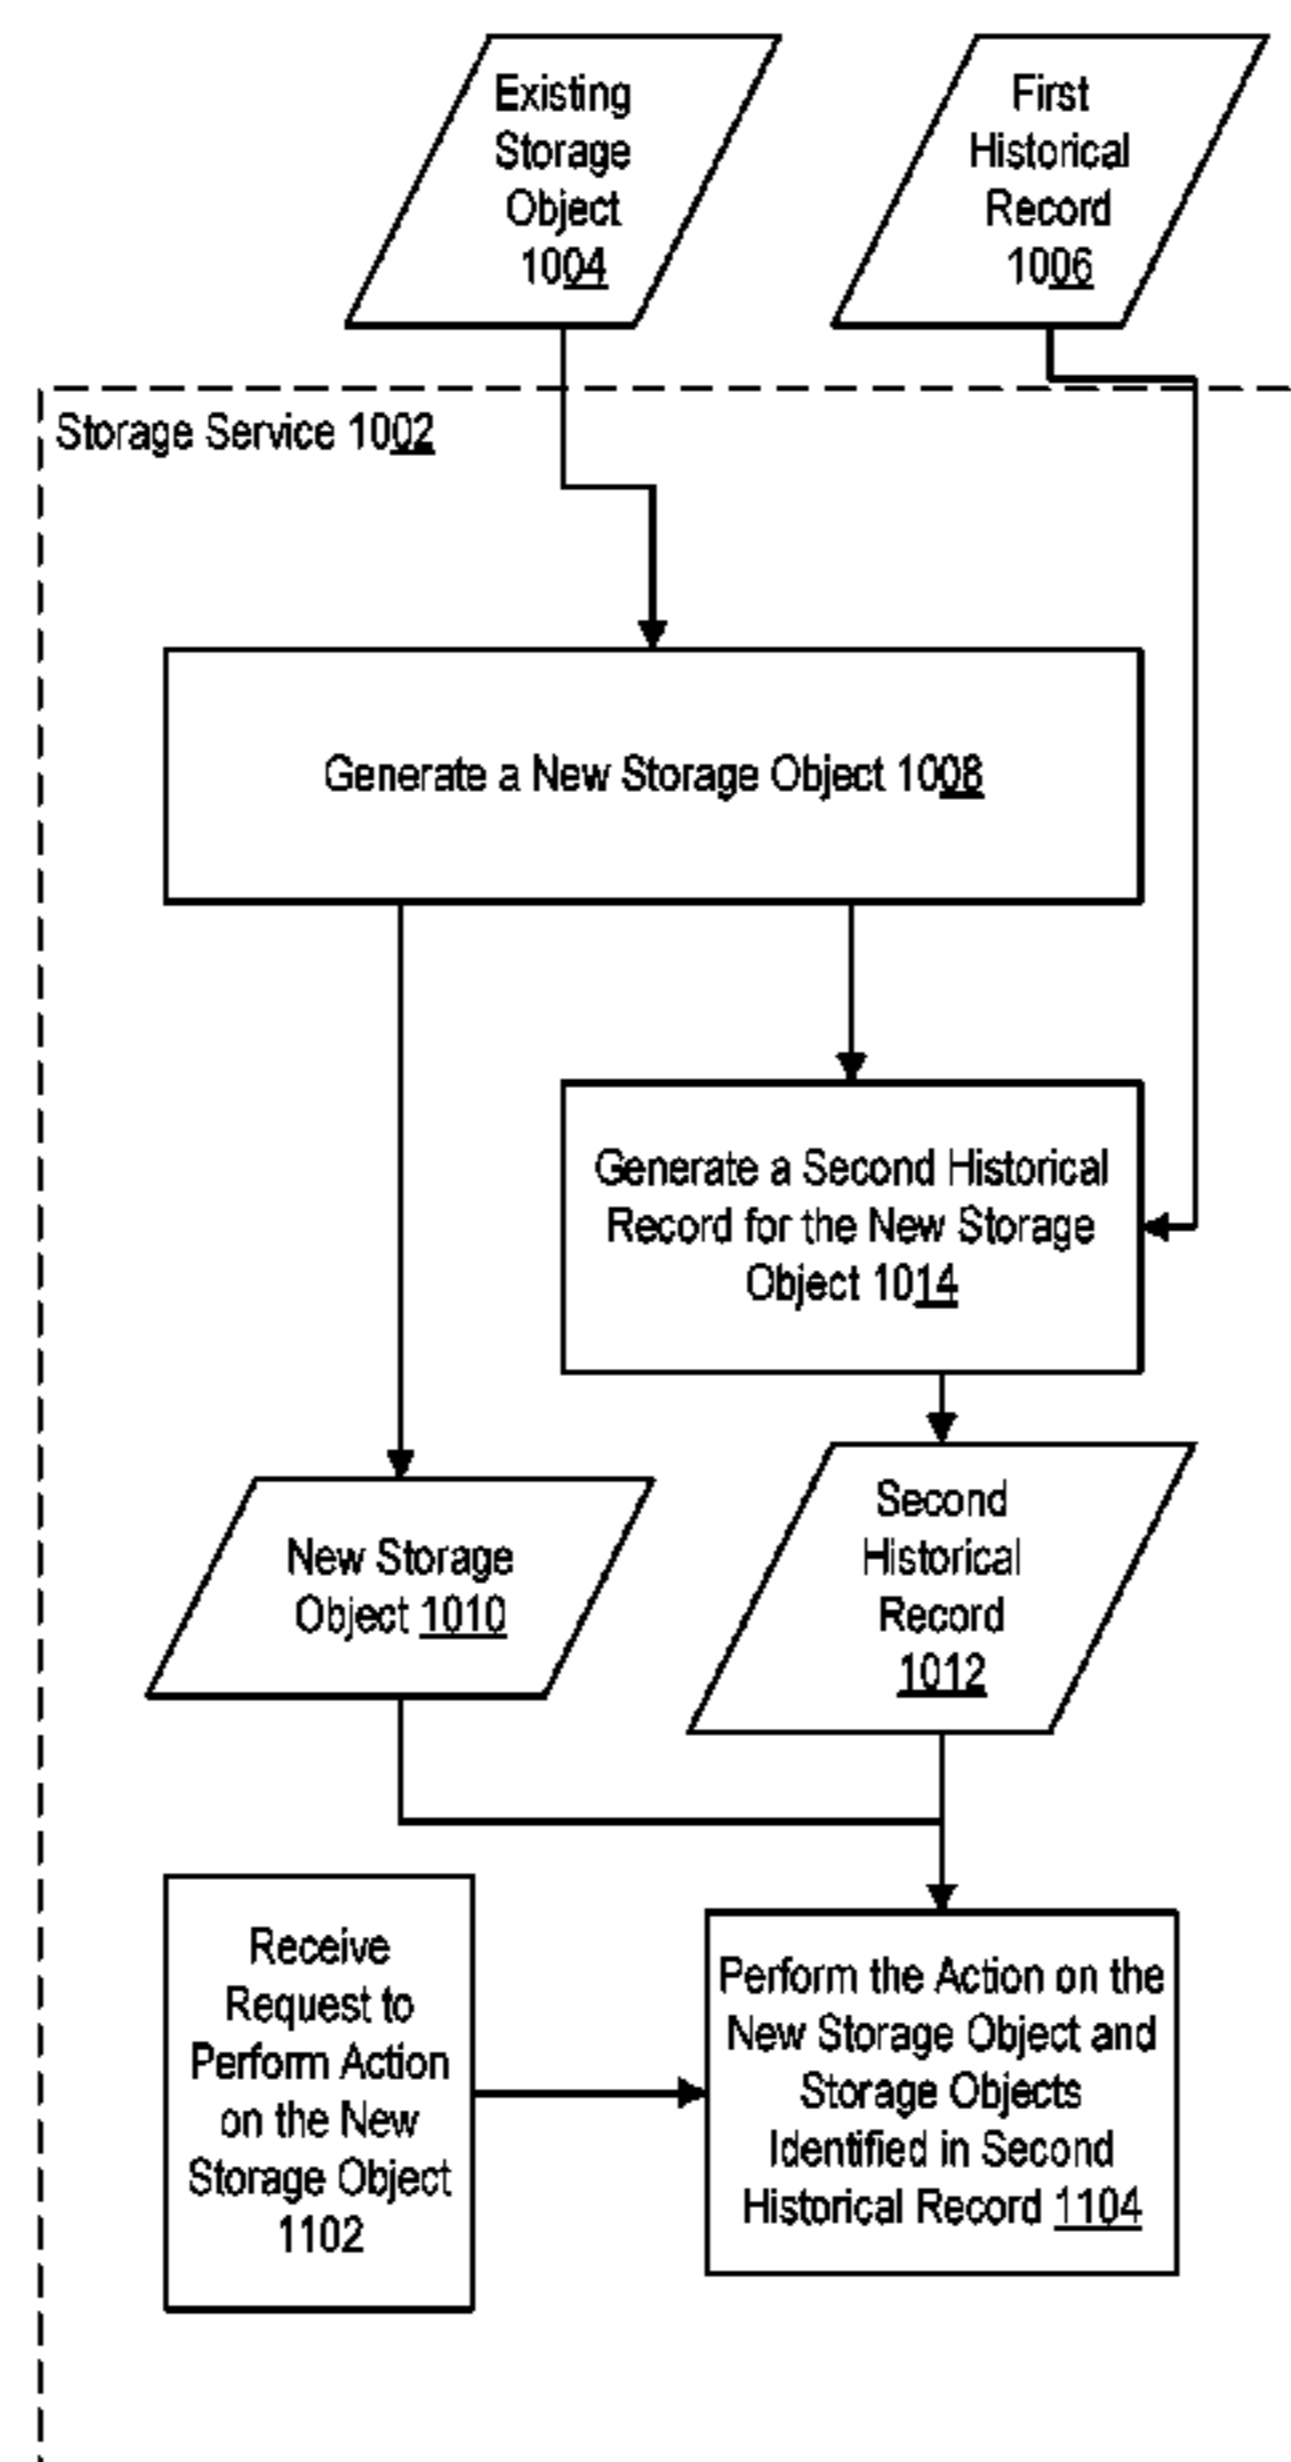 Existing
Storage
Object
1004
First
Historical
Record
1006
Storage Service 1002
Generate a New Storage Object 1008
Generate a Second Historical
Record for the New Storage
Object 1014
New Storage
Object 1010
Second
Historical
Record
1012
Receive
Request to
Perform Action
on the New
Storage Object
1102
Perform the Action on the
New Storage Object and
Storage Objects
Identified in Second
Historical Record 1104